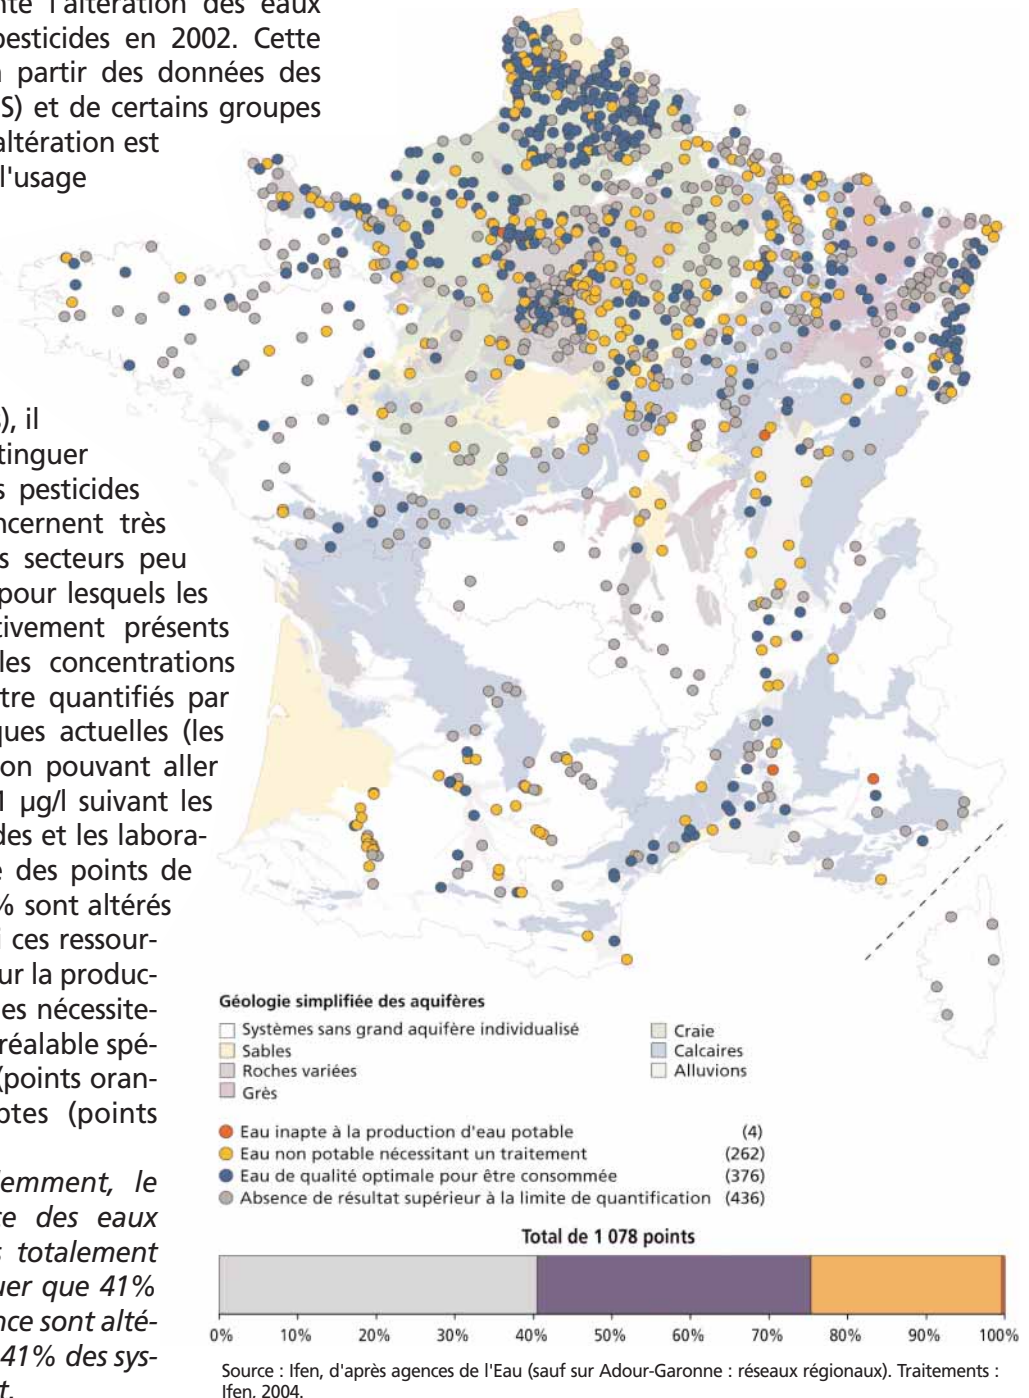 nte l'altération des eaux
pesticides en 2002. Cette
partir des données des
S) et de certains groupes
altération est
l'usage
), il
tinguer
s pesticides
ncernent très
s secteurs peu
pour lesquels les
tivement présents
les concentrations
tre quantifiés par
ques actuelles (les
on pouvant aller
1 µg/l suivant les
des et les labora-
e des points de
% sont altérés
i ces ressour-
ur la produc-
es nécessite-
réalable spé-
(points oran-
ptes (points
emment, le
te des eaux
s totalement
uer que 41%
nce sont alté-
41% des sys-
t.
Géologie simplifiée des aquifères
Systèmes sans grand aquifère individualisé
Sables
Roches variées
Grès
Craie
Calcaires
Alluvions
Eau inapte à la production d'eau potable (4)
Eau non potable nécessitant un traitement (262)
Eau de qualité optimale pour être consommée (376)
Absence de résultat supérieur à la limite de quantification (436)
Total de 1 078 points
0% 10% 20% 30% 40% 50% 60% 70% 80% 90% 100%
Source : Ifen, d'après agences de l'Eau (sauf sur Adour-Garonne : réseaux régionaux). Traitements :
Ifen, 2004.